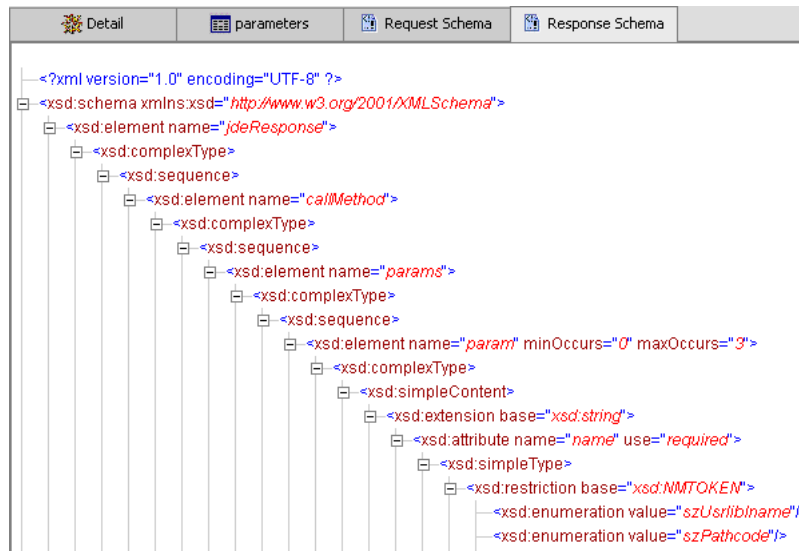 Detail parameters Request Schema Response Schema
<?xml version="1.0" encoding="UTF-8" ?>
<xsd:schema xmlns:xsd="http://www.w3.org/2001/XMLSchema">
<xsd:element name="jdeResponse">
<xsd:complexType>
<xsd:sequence>
<xsd:element name="callMethod">
<xsd:complexType>
<xsd:sequence>
<xsd:element name="params">
<xsd:complexType>
<xsd:sequence>
<xsd:element name="param" minOccurs="0" maxOccurs="3">
<xsd:complexType>
<xsd:simpleContent>
<xsd:extension base="xsd:string">
<xsd:attribute name="name" use="required">
<xsd:simpleType>
<xsd:restriction base="xsd:NMTOKEN">
<xsd:enumeration value="szUsrliblname"/
<xsd:enumeration value="szPathcode"/>